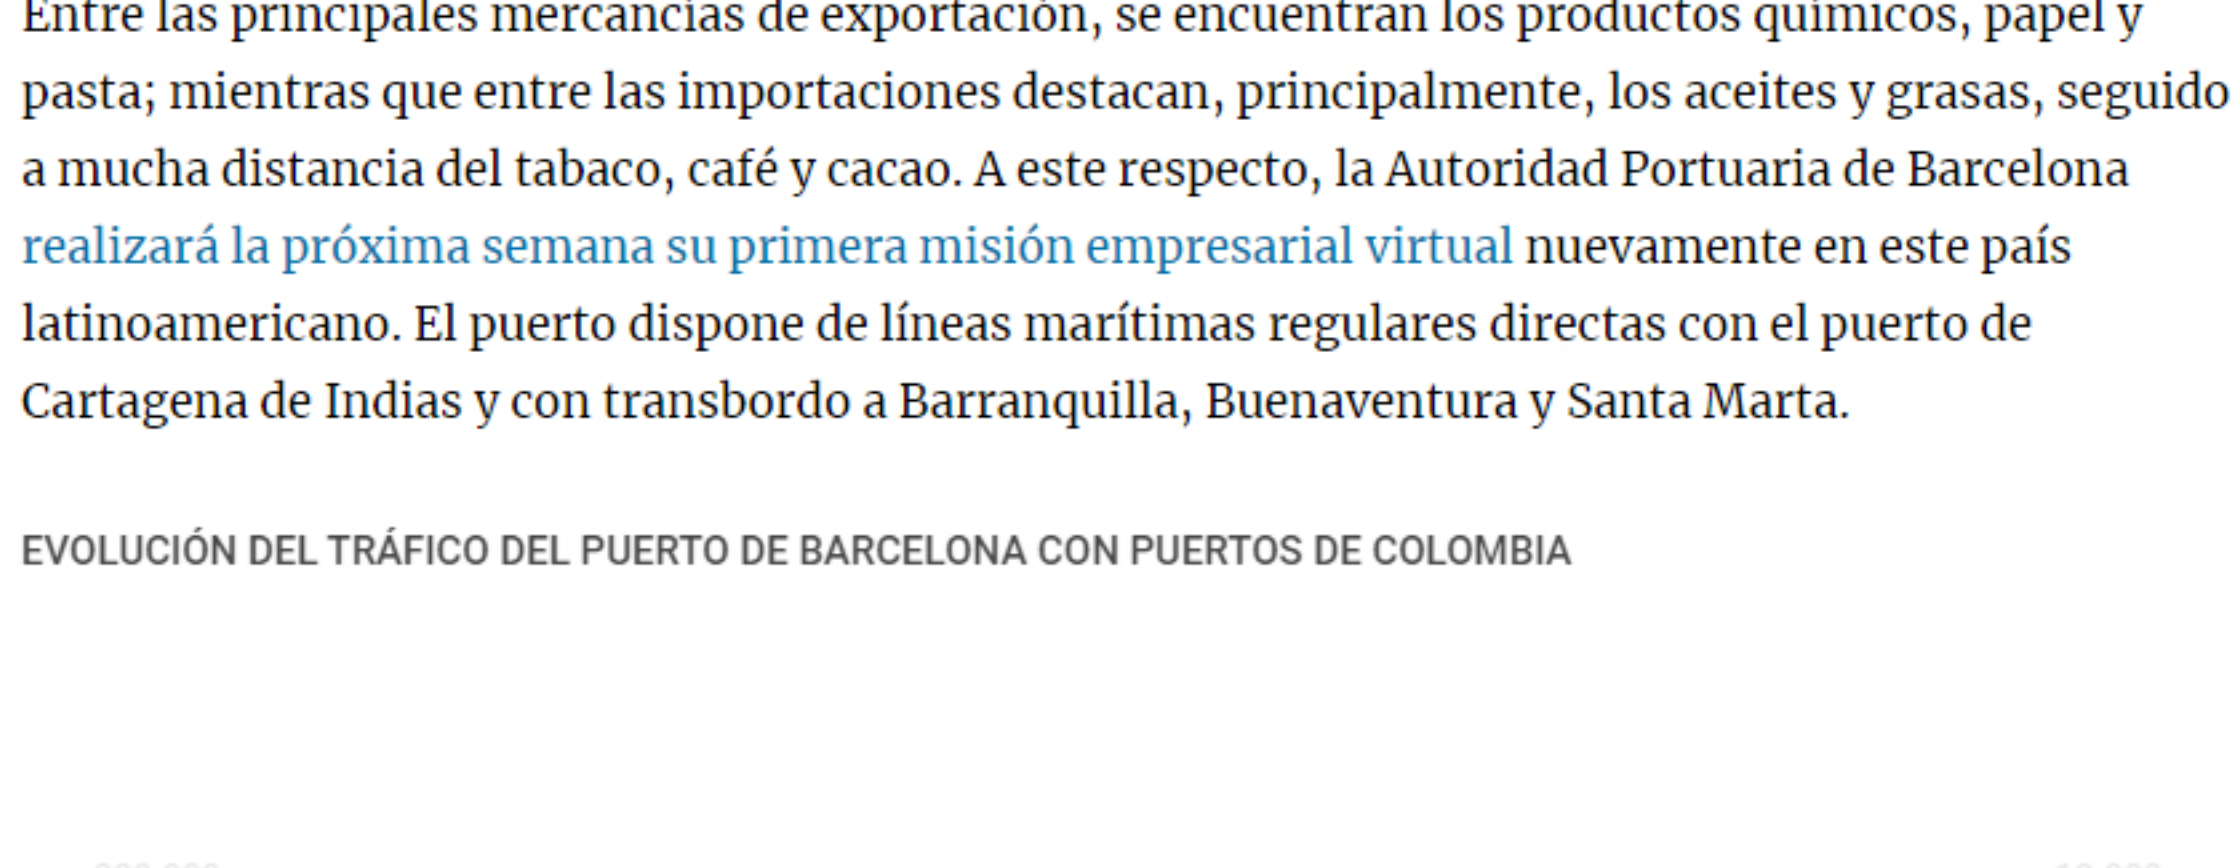 Entre las principales mercancías de exportación, se encuentran los productos químicos, papel y
pasta; mientras que entre las importaciones destacan, principalmente, los aceites y grasas, seguido
a mucha distancia del tabaco, café y cacao. A este respecto, la Autoridad Portuaria de Barcelona
realizará la próxima semana su primera misión empresarial virtual nuevamente en este país
latinoamericano. El puerto dispone de líneas marítimas regulares directas con el puerto de
Cartagena de Indias y con transbordo a Barranquilla, Buenaventura y Santa Marta.
EVOLUCIÓN DEL TRÁFICO DEL PUERTO DE BARCELONA CON PUERTOS DE COLOMBIA